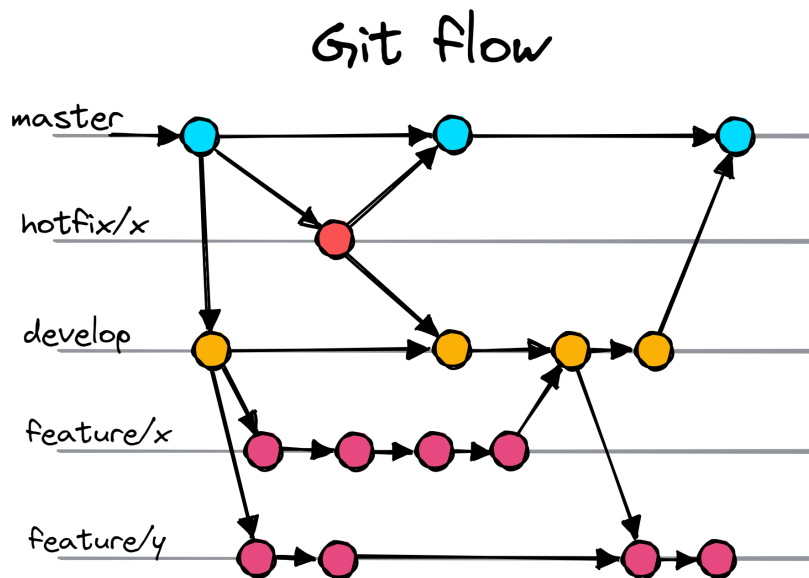 Git flow
master
hotfix/x
develop
feature/x
feature/y